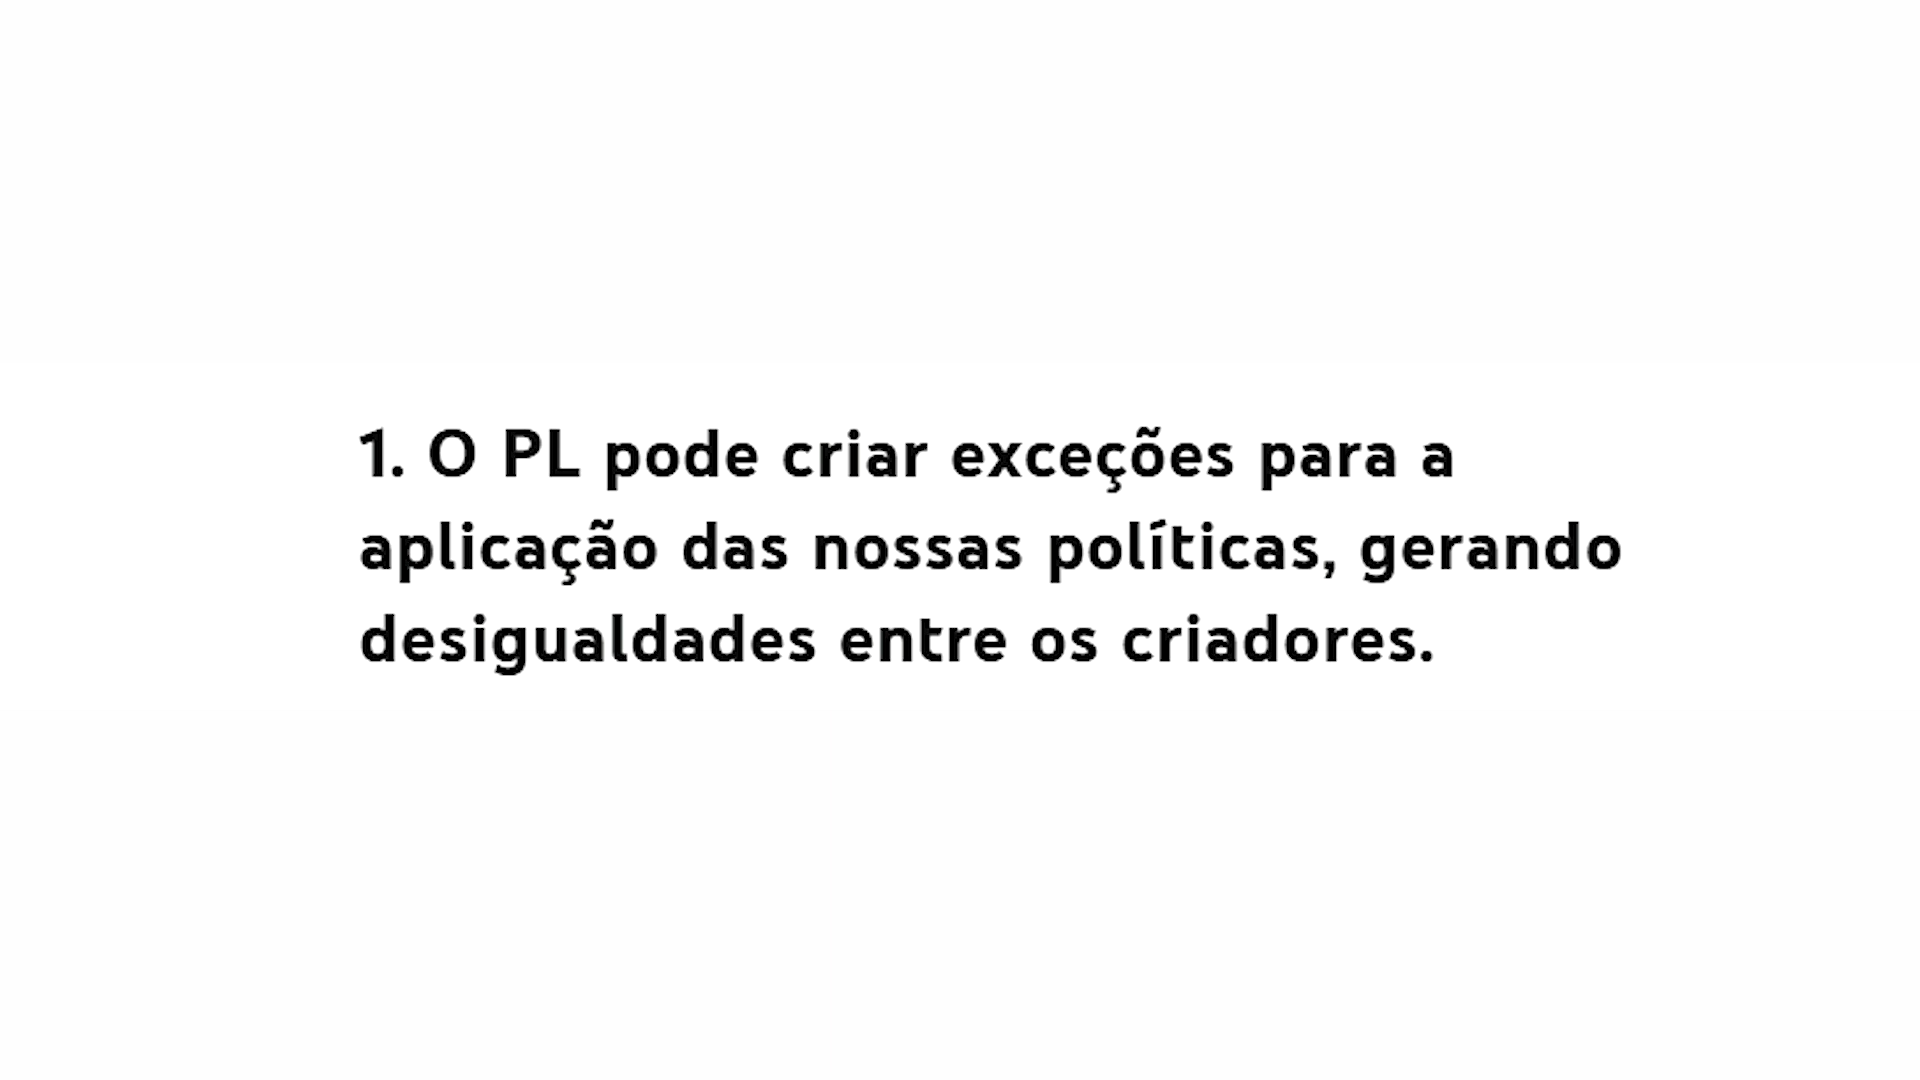 1. O PL pode criar exceções para a
aplicação das nossas políticas, gerando
desigualdades entre os criadores.